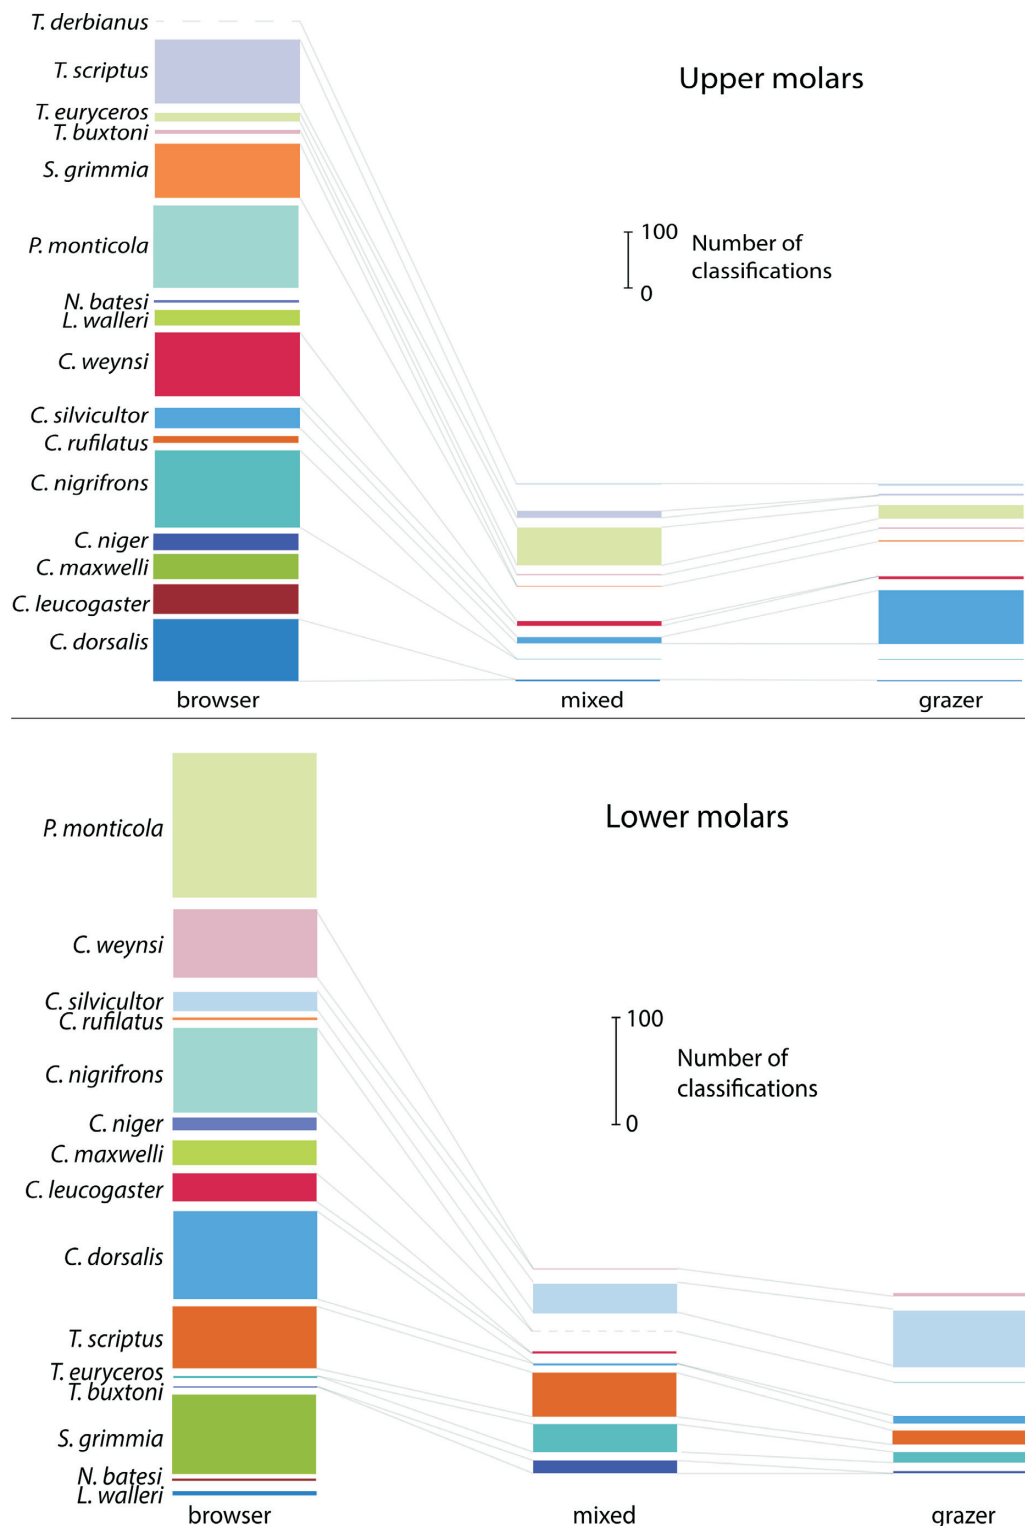 T. derbianus
T. scriptus
Upper molars
T. euryceros
T. buxtoni
S. grimmia
P. monticola
100
Number of
classifications
0
N. batesi
L. walleri
C. weynsi
C. silvicultor
C. rufilatus
C. nigrifrons
C. niger
C. maxwelli
C. leucogaster
C. dorsalis
browser
mixed
grazer
P. monticola
Lower molars
C. weynsi
C. silvicultor
C. rufilatus
100
Number of
classifications
0
C. nigrifrons
C. niger
C. maxwelli
C. leucogaster
C. dorsalis
T. scriptus
T. euryceros
T. buxtoni
S. grimmia
N. batesi
L. walleri
browser
mixed
grazer